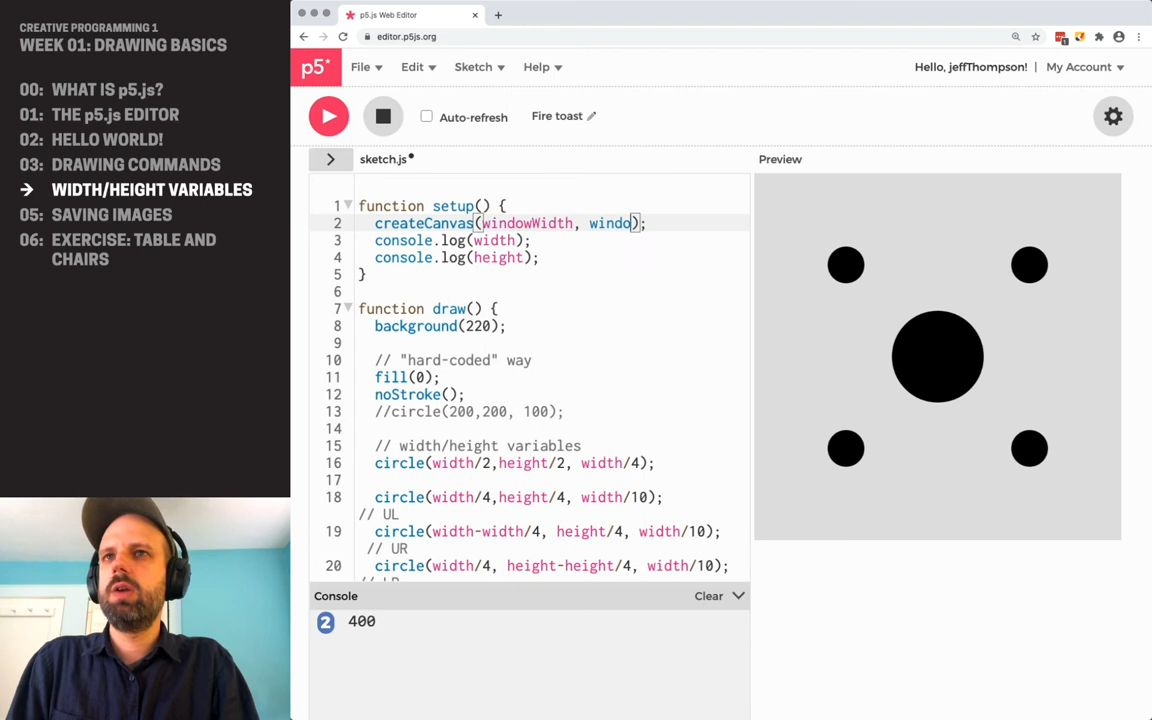 CREATIVE PROGRAMMING 1
WEEK 01: DRAWING BASICS
00: WHAT IS p5.js?
01: THE p5.js EDITOR
02: HELLO WORLD!
03: DRAWING COMMANDS
→ WIDTH/HEIGHT VARIABLES
05: SAVING IMAGES
06: EXERCISE: TABLE AND
CHAIRS
p5.js Web Editor
editor.p5js.org
1
p5*
File
Edit
Sketch
Help
Hello, jeffThompson!
My Account
Auto-refresh
Fire toast
sketch.js
Preview
1 function setup() {
2 createCanvas(windowWidth, windo);
3 console.log(width);
4 console.log(height);
5 }
6
7 function draw() {
8 background(220);
9
10 // "hard-coded" way
11 fill(0);
12 noStroke();
13 //circle(200,200, 100);
14
15 // width/height variables
16 circle(width/2,height/2, width/4);
17
18 circle(width/4,height/4, width/10);
// UL
19 circle(width-width/4, height/4, width/10);
// UR
20 circle(width/4, height-height/4, width/10);
Console
Clear
2 400